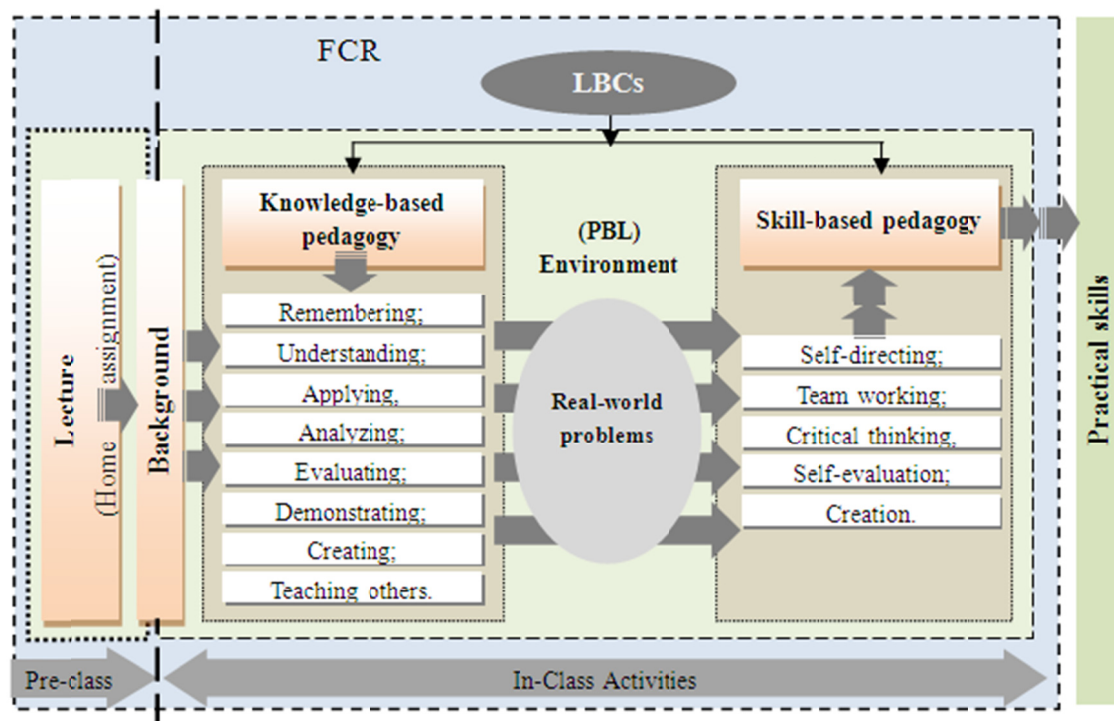 FCR
LBCs
Lecture
(Home assignment)
Background
Knowledge-based
pedagogy
Remembering;
Understanding;
Applying,
Analyzing;
Evaluating;
Demonstrating;
Creating;
Teaching others.
(PBL)
Environment
Real-world
problems
Skill-based pedagogy
Self-directing;
Team working;
Critical thinking,
Self-evaluation;
Creation.
Practical skills
Pre-class
In-Class Activities